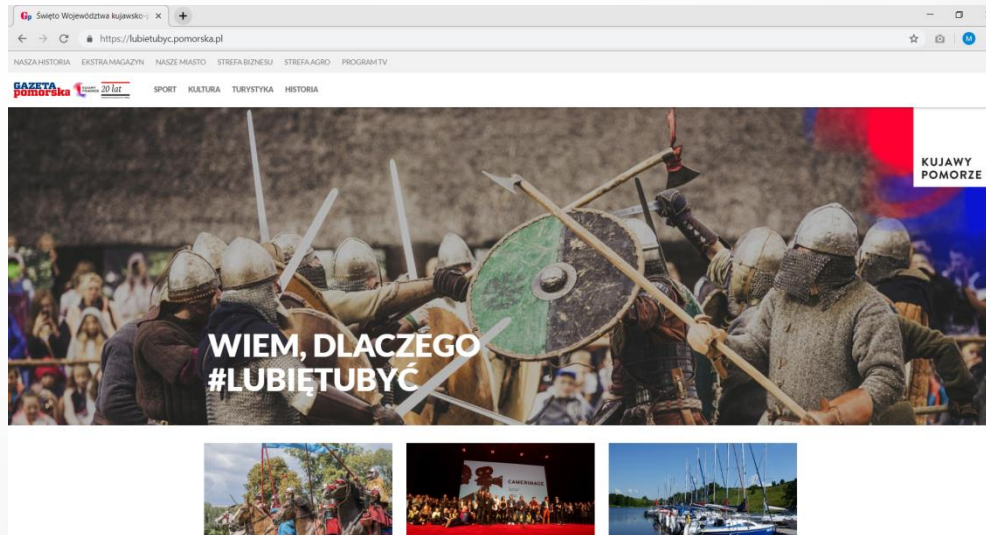 Święto Województwa kujawsko-
https://lubietubyc.pomorska.pl
M
NASZA HISTORIA EKSTRA MAGAZYN NASZE MIASTO STREFA BIZNESU STREFA AGRO PROGRAM TV
GAZETA pomorska 20 lat SPORT KULTURA TURYSTYKA HISTORIA
KUJAWY
POMORZE
WIEM, DLACZEGO
#LUBIĘTUBYĆ
CAMERIMAGE